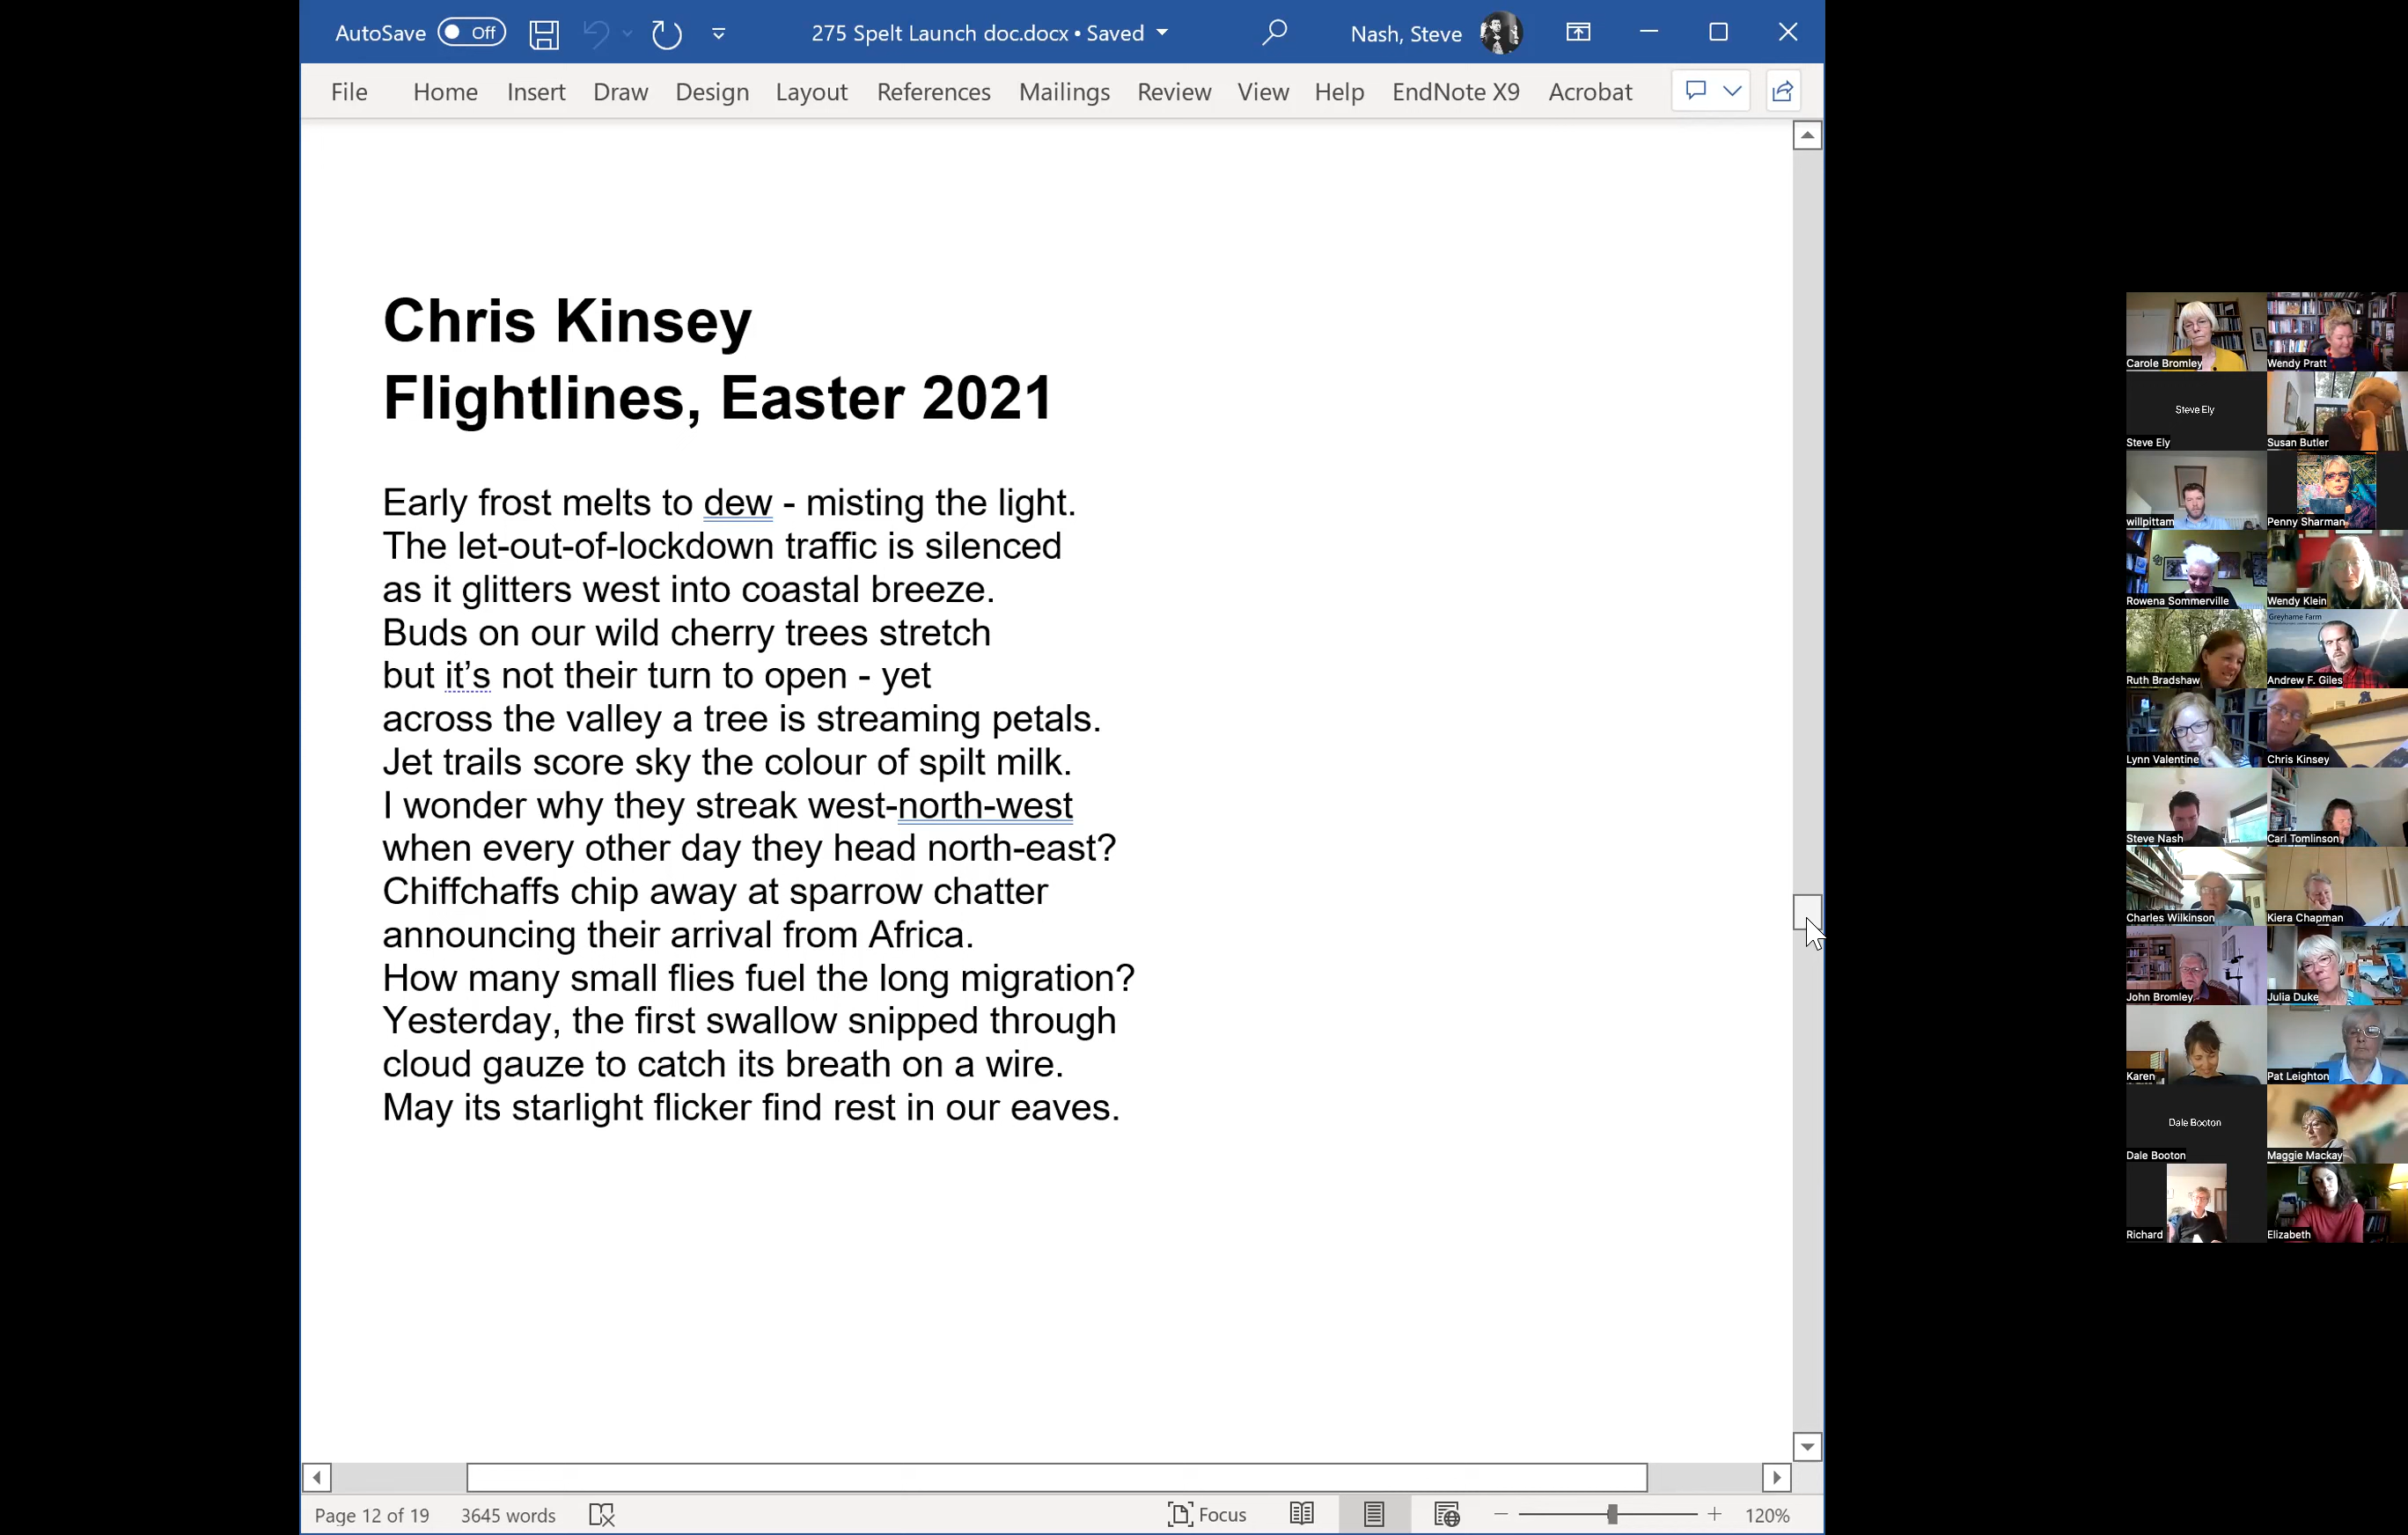 AutoSave Off 275 Spelt Launch doc.docx • Saved Nash, Steve
File Home Insert Draw Design Layout References Mailings Review View Help EndNote X9 Acrobat
Chris Kinsey
Flightlines, Easter 2021
Early frost melts to dew - misting the light.
The let-out-of-lockdown traffic is silenced
as it glitters west into coastal breeze.
Buds on our wild cherry trees stretch
but it’s not their turn to open - yet
across the valley a tree is streaming petals.
Jet trails score sky the colour of spilt milk.
I wonder why they streak west-north-west
when every other day they head north-east?
Chiffchaffs chip away at sparrow chatter
announcing their arrival from Africa.
How many small flies fuel the long migration?
Yesterday, the first swallow snipped through
cloud gauze to catch its breath on a wire.
May its starlight flicker find rest in our eaves.
Page 12 of 19 3645 words Focus 120%
Carole Bromley Wendy Pratt
Steve Ely
Steve Ely Susan Butler
willpittam Penny Sharman
Rowena Sommerville Wendy Klein
Greyhame Farm
Ruth Bradshaw Andrew F. Giles
Lynn Valentine Chris Kinsey
Steve Nash Carl Tomlinson
Charles Wilkinson Kiera Chapman
John Bromley Julia Duke
Karen Pat Leighton
Dale Booton
Dale Booton Maggie Mackay
Richard Elizabeth